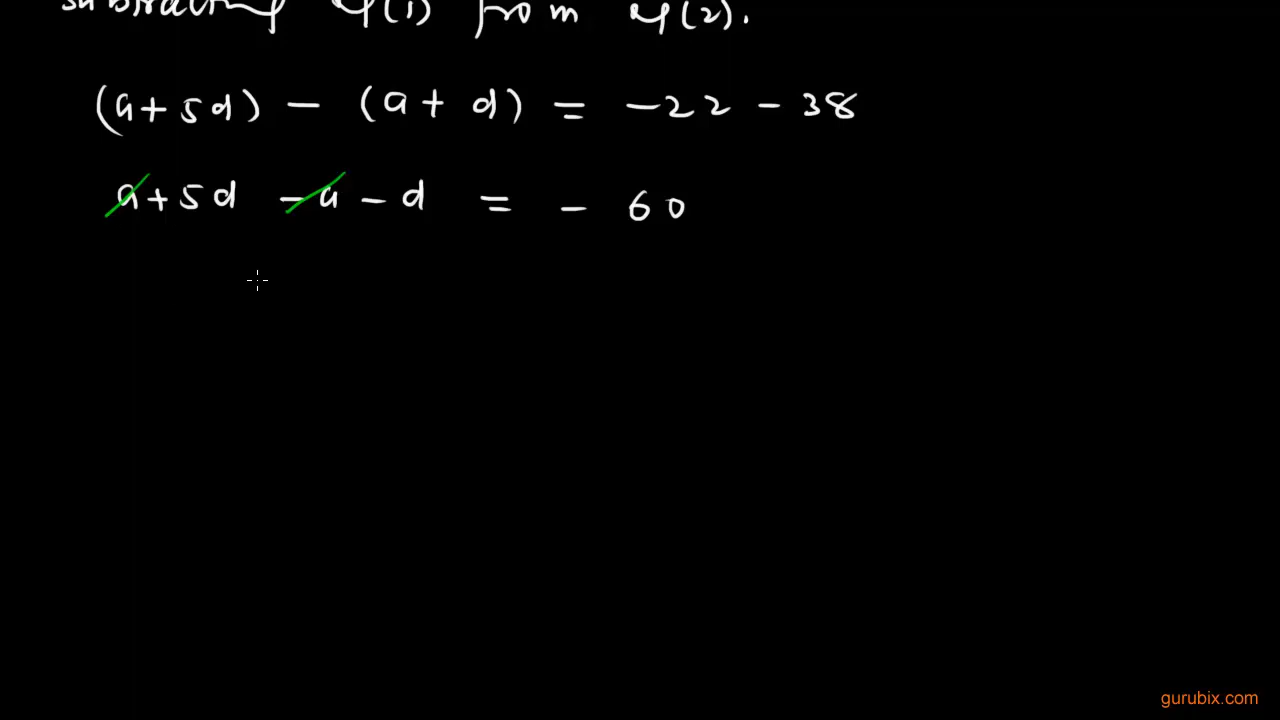 subtracting eq(1) from eq(2).
(a + 5d) - (a + d) = -22 - 38
a + 5d - a - d = - 60
gurubix.com